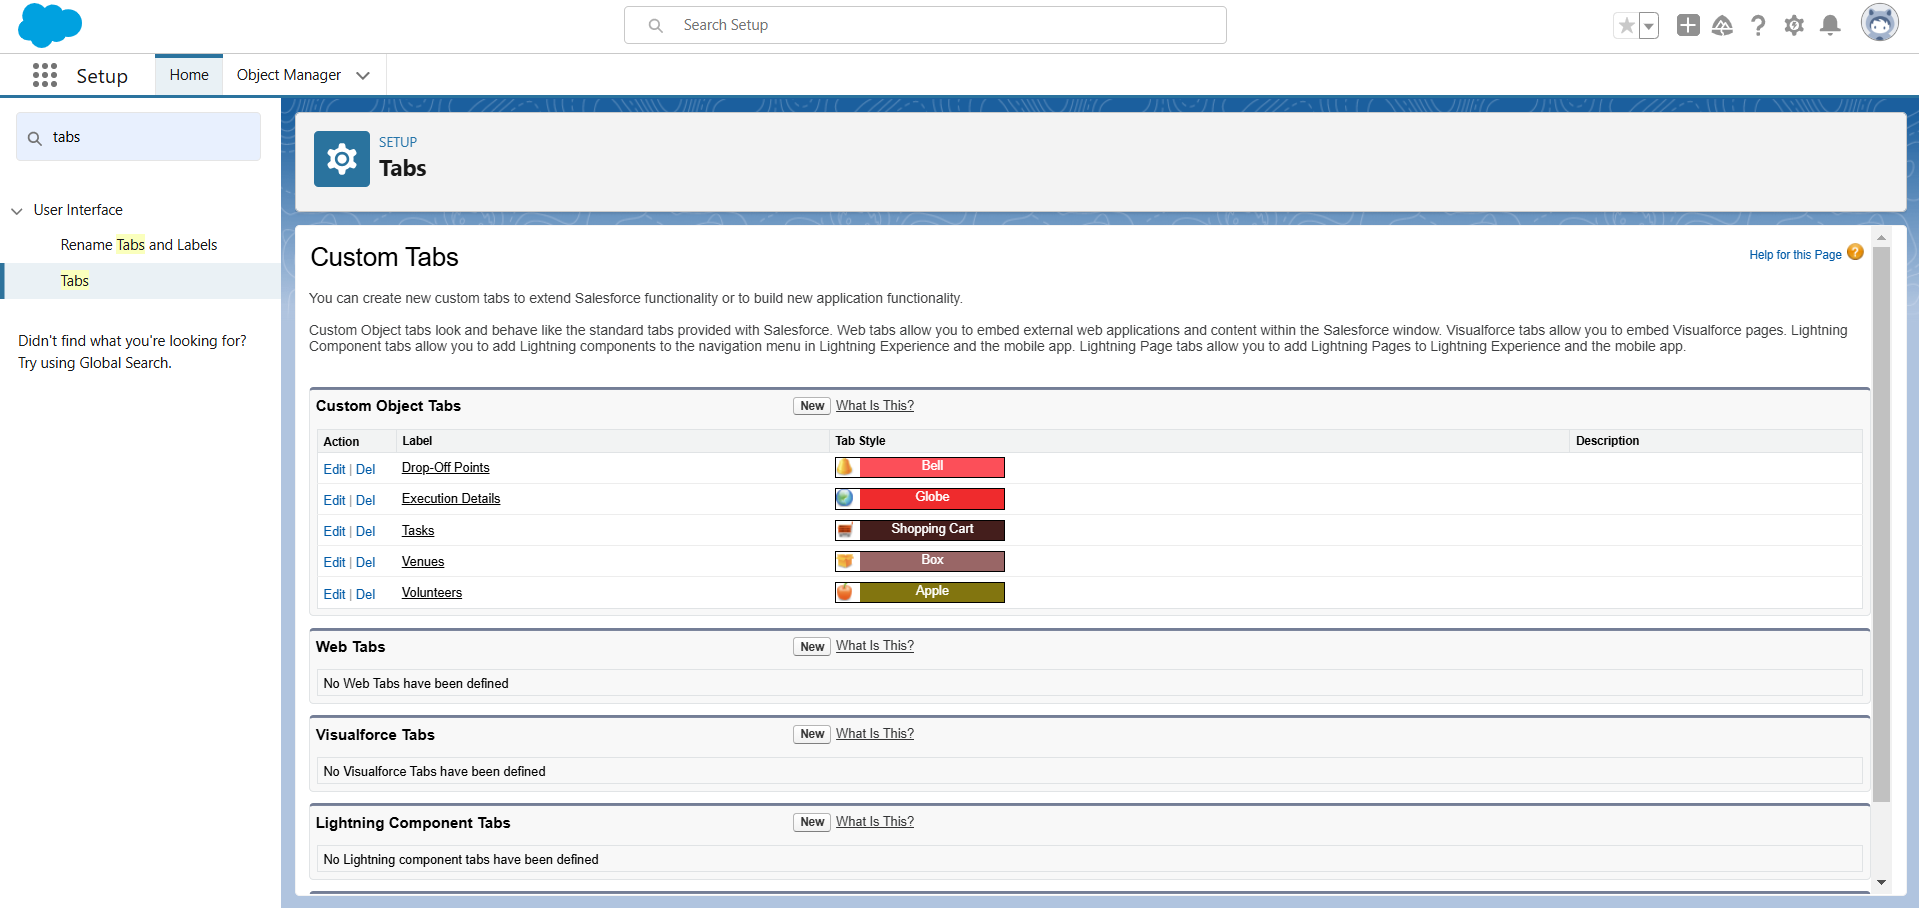 Search Setup
Setup
Home
Object Manager
tabs
User Interface
Rename Tabs and Labels
Tabs
Didn't find what you're looking for?
Try using Global Search.
SETUP
Tabs
Custom Tabs
Help for this Page
You can create new custom tabs to extend Salesforce functionality or to build new application functionality.
Custom Object tabs look and behave like the standard tabs provided with Salesforce. Web tabs allow you to embed external web applications and content within the Salesforce window. Visualforce tabs allow you to embed Visualforce pages. Lightning
Component tabs allow you to add Lightning components to the navigation menu in Lightning Experience and the mobile app. Lightning Page tabs allow you to add Lightning Pages to Lightning Experience and the mobile app.
Custom Object Tabs New What Is This?
Action Label Tab Style Description
Edit | Del Drop-Off Points Bell
Edit | Del Execution Details Globe
Edit | Del Tasks Shopping Cart
Edit | Del Venues Box
Edit | Del Volunteers Apple
Web Tabs New What Is This?
No Web Tabs have been defined
Visualforce Tabs New What Is This?
No Visualforce Tabs have been defined
Lightning Component Tabs New What Is This?
No Lightning component tabs have been defined